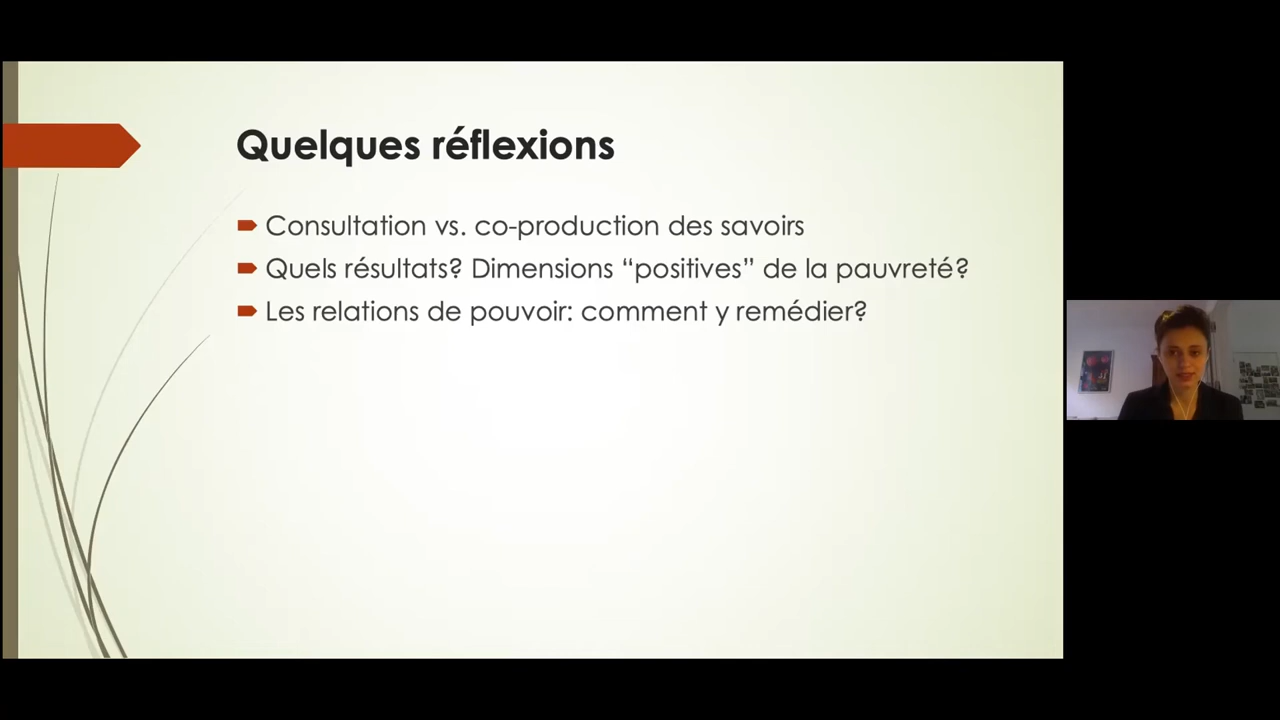 Quelques réflexions
Consultation vs. co-production des savoirs
Quels résultats? Dimensions “positives” de la pauvreté?
Les relations de pouvoir: comment y remédier?